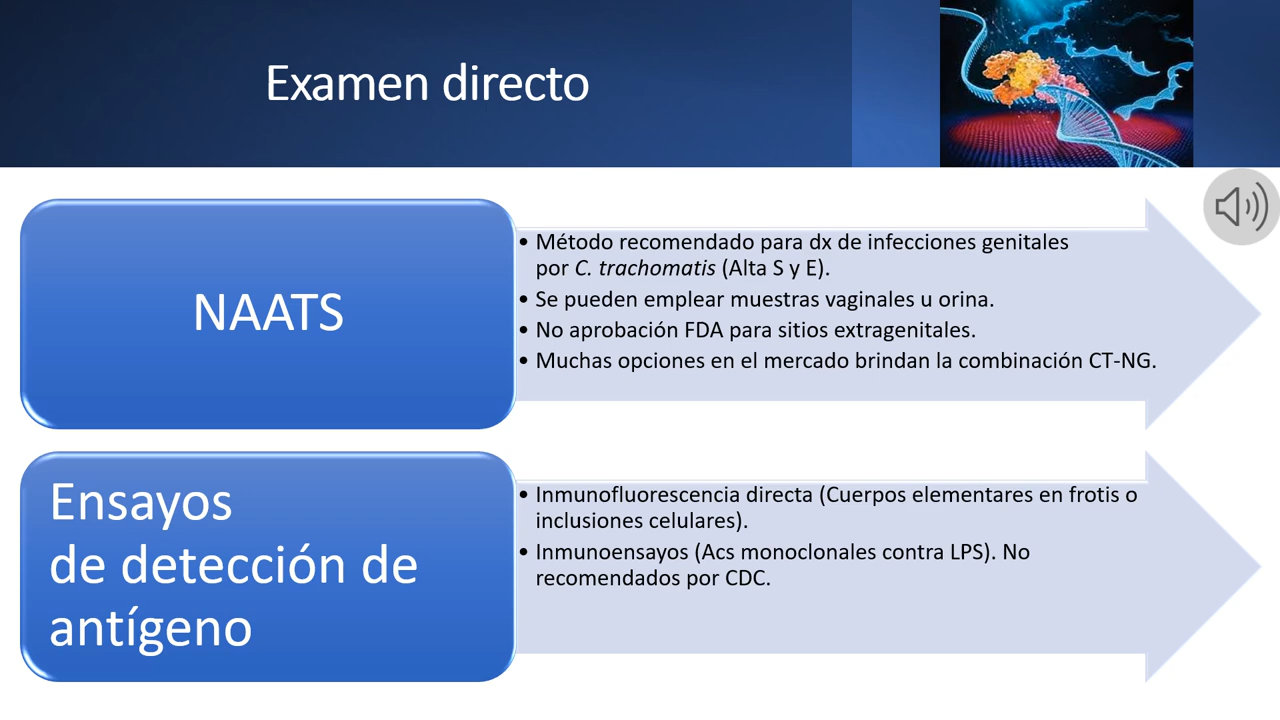 Examen directo
NAATS
• Método recomendado para dx de infecciones genitales
por C. trachomatis (Alta S y E).
• Se pueden emplear muestras vaginales u orina.
• No aprobación FDA para sitios extragenitales.
• Muchas opciones en el mercado brindan la combinación CT-NG.
Ensayos
de detección de
antígeno
• Inmunofluorescencia directa (Cuerpos elementares en frotis o
inclusiones celulares).
• Inmunoensayos (Acs monoclonales contra LPS). No
recomendados por CDC.